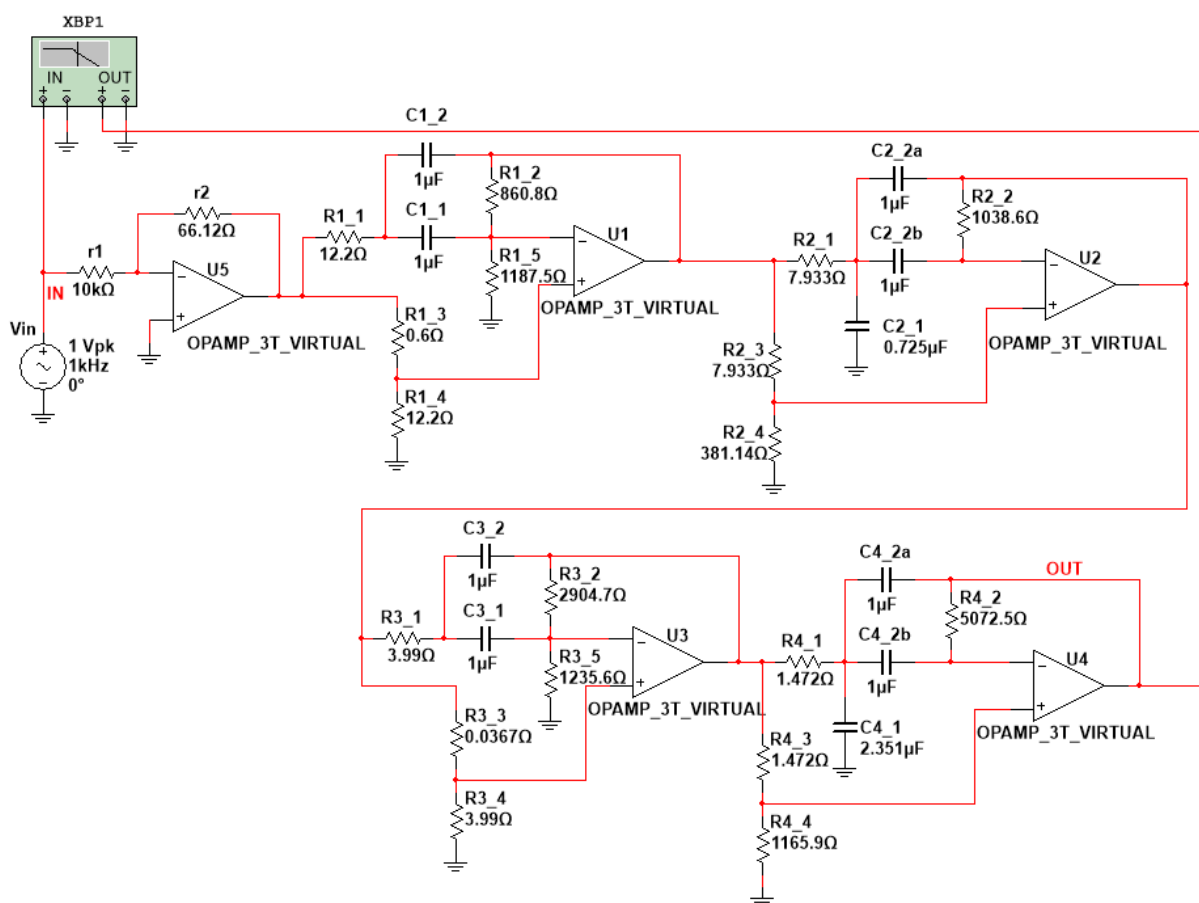 XBP1
IN OUT
+ − + −
r2
66.12Ω
r1
10kΩ
IN
U5
OPAMP_3T_VIRTUAL
Vin
1 Vpk
1kHz
0°
C1_2
1µF
R1_2
860.8Ω
R1_1
12.2Ω
C1_1
1µF
R1_5
1187.5Ω
U1
OPAMP_3T_VIRTUAL
R1_3
0.6Ω
R1_4
12.2Ω
C2_2a
1µF
R2_2
1038.6Ω
R2_1
7.933Ω
C2_2b
1µF
U2
OPAMP_3T_VIRTUAL
C2_1
0.725µF
R2_3
7.933Ω
R2_4
381.14Ω
C3_2
1µF
R3_2
2904.7Ω
R3_1
3.99Ω
C3_1
1µF
R3_5
1235.6Ω
U3
OPAMP_3T_VIRTUAL
R3_3
0.0367Ω
R3_4
3.99Ω
C4_2a
1µF
OUT
R4_2
5072.5Ω
R4_1
1.472Ω
C4_2b
1µF
U4
OPAMP_3T_VIRTUAL
C4_1
2.351µF
R4_3
1.472Ω
R4_4
1165.9Ω